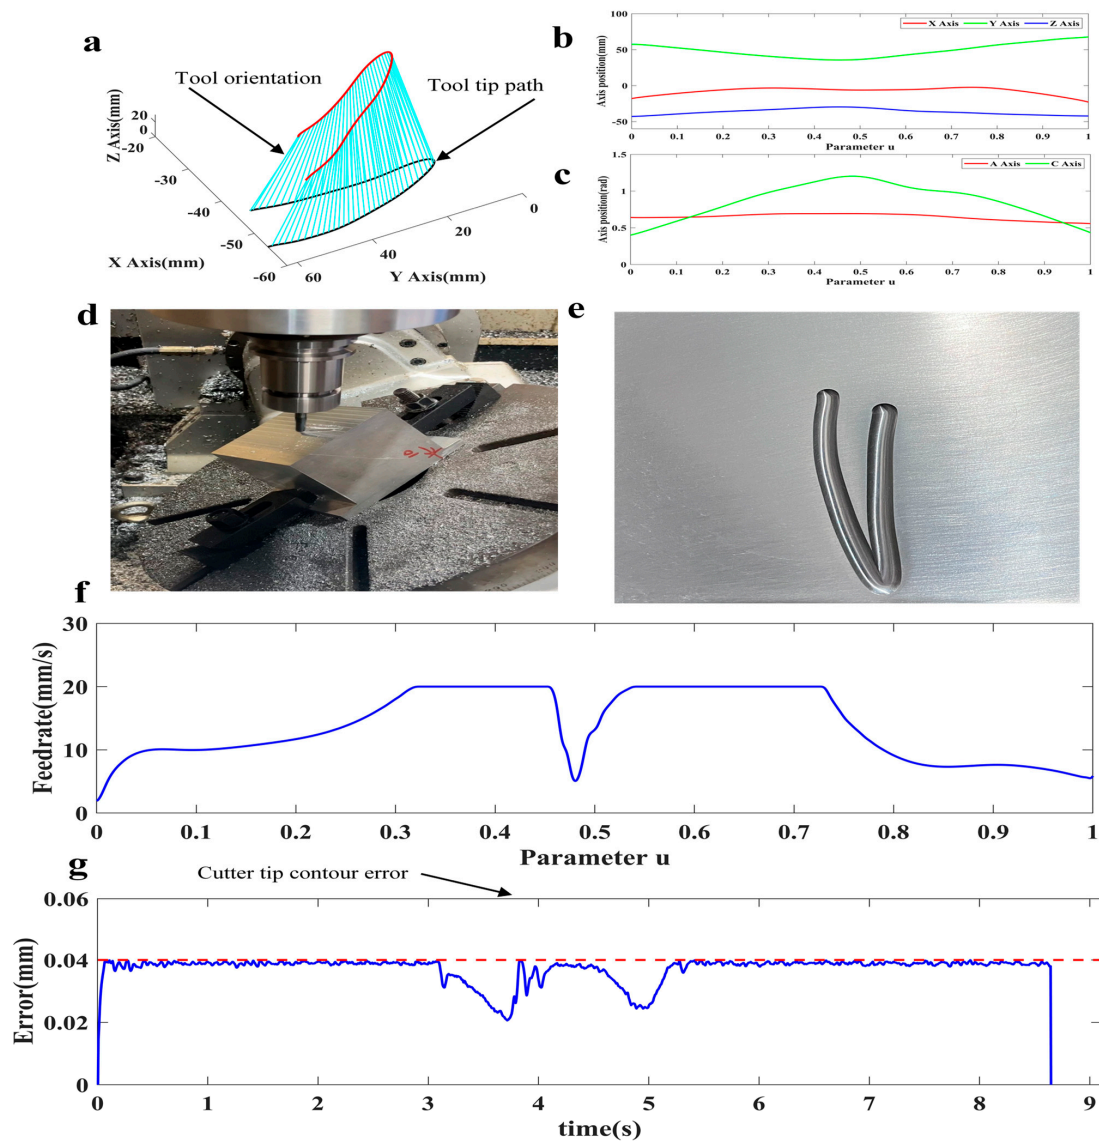 a
Tool orientation
Tool tip path
Z Axis(mm)
20
0
-20
-30
-40
-50
-60
X Axis(mm)
60
40
20
0
Y Axis(mm)
b
X Axis Y Axis Z Axis
Axis position(mm)
100
50
0
-50
0 0.1 0.2 0.3 0.4 0.5 0.6 0.7 0.8 0.9 1
Parameter u
c
A Axis C Axis
Axis position(rad)
1.5
1
0.5
0
0 0.1 0.2 0.3 0.4 0.5 0.6 0.7 0.8 0.9 1
Parameter u
d
e
f
Feedrate(mm/s)
30
20
10
0
0 0.1 0.2 0.3 0.4 0.5 0.6 0.7 0.8 0.9 1
Parameter u
g
Cutter tip contour error
Error(mm)
0.06
0.04
0.02
0
0 1 2 3 4 5 6 7 8 9
time(s)